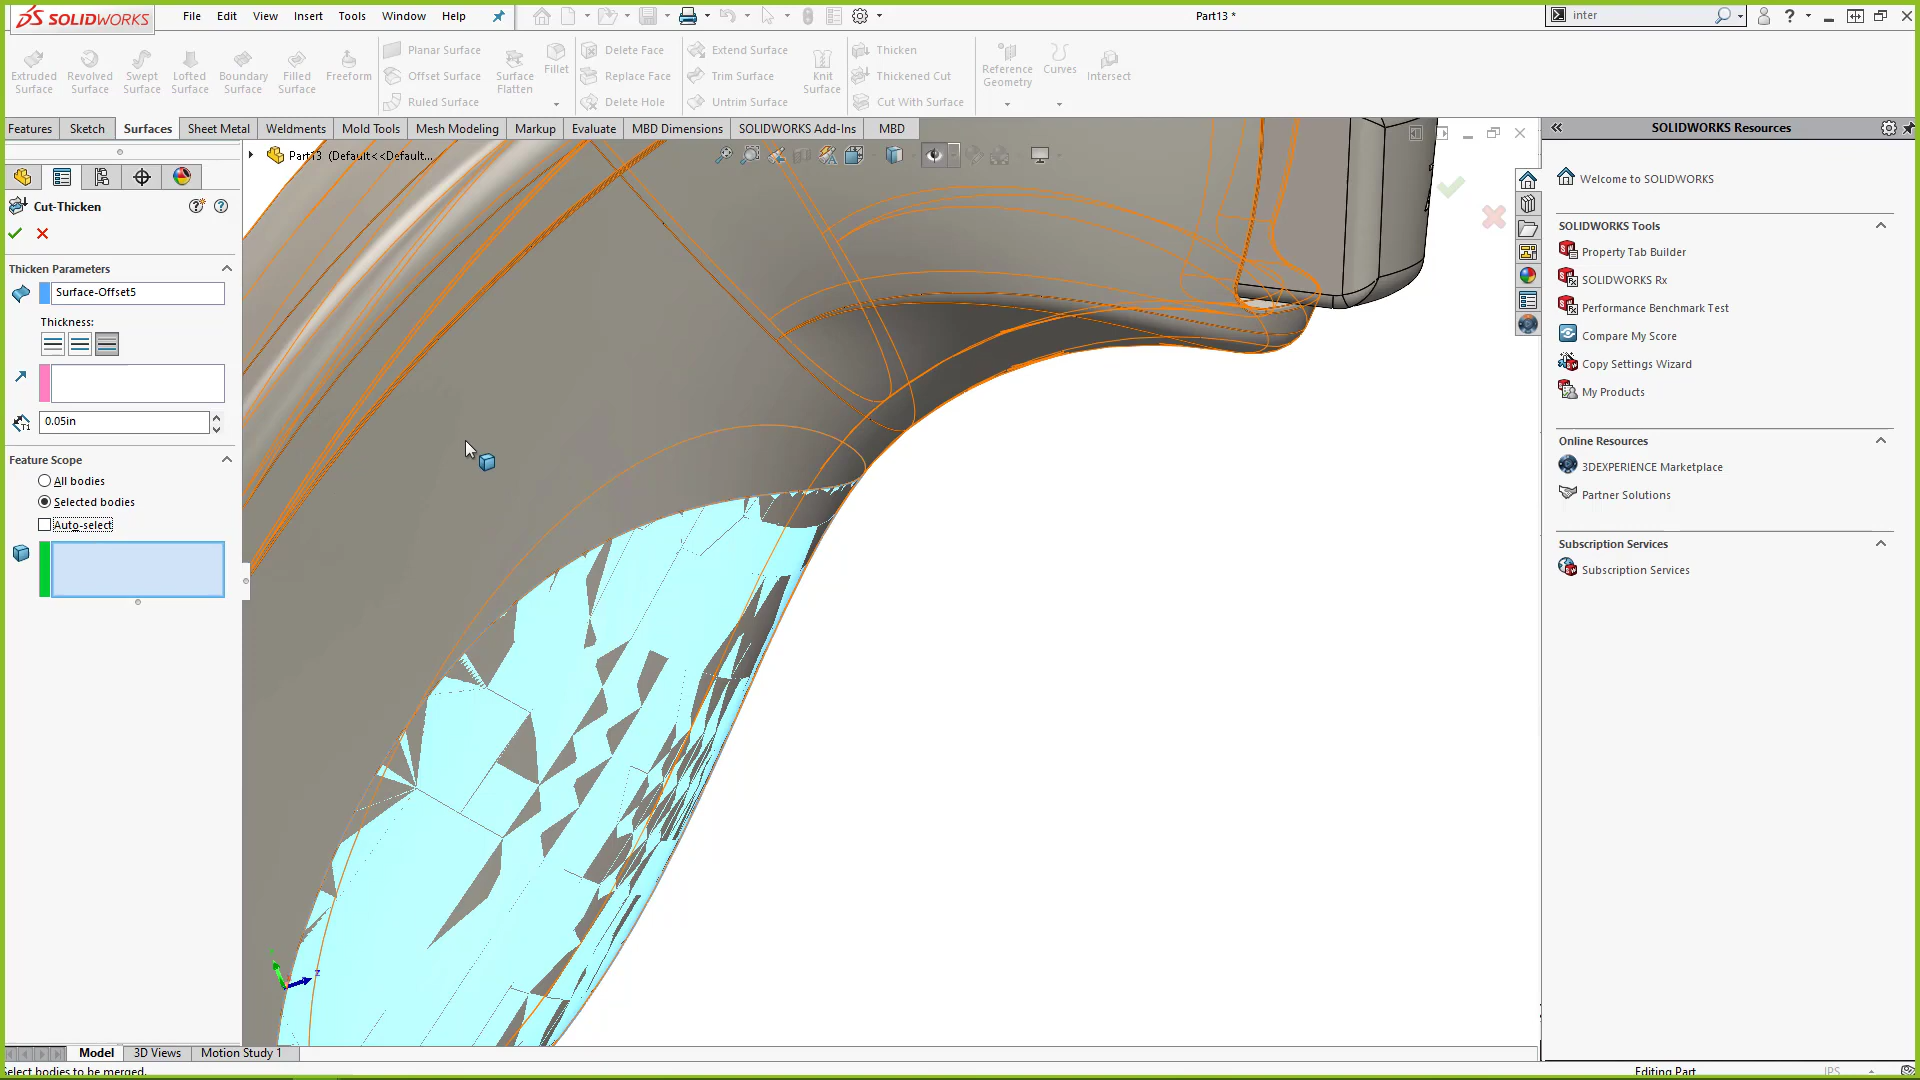 SOLIDWORKS
File Edit View Insert Tools Window Help
Part13 *
inter
Extruded Surface
Revolved Surface
Swept Surface
Lofted Surface
Boundary Surface
Filled Surface
Freeform
Planar Surface
Offset Surface
Ruled Surface
Surface Flatten
Fillet
Delete Face
Replace Face
Delete Hole
Extend Surface
Trim Surface
Untrim Surface
Knit Surface
Thicken
Thickened Cut
Cut With Surface
Reference Geometry
Curves
Intersect
Features Sketch Surfaces Sheet Metal Weldments Mold Tools Mesh Modeling Markup Evaluate MBD Dimensions SOLIDWORKS Add-Ins MBD
Part13 (Default<<Default...
Cut-Thicken
Thicken Parameters
Surface-Offset5
Thickness:
T1
0.05in
Feature Scope
All bodies
Selected bodies
Auto-select
z
Model 3D Views Motion Study 1
Select bodies to be merged.
Editing Part
IPS
SOLIDWORKS Resources
Welcome to SOLIDWORKS
SOLIDWORKS Tools
Property Tab Builder
SOLIDWORKS Rx
Performance Benchmark Test
Compare My Score
Copy Settings Wizard
My Products
Online Resources
3DEXPERIENCE Marketplace
Partner Solutions
Subscription Services
Subscription Services